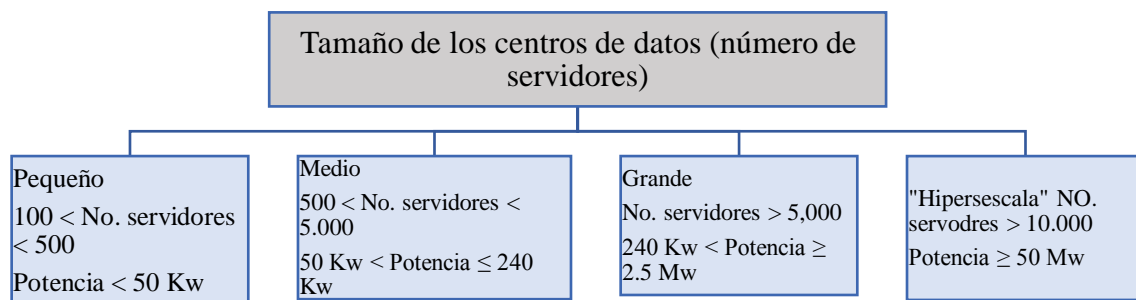 Tamaño de los centros de datos (número de
servidores)
Pequeño
100 < No. servidores
< 500
Potencia < 50 Kw
Medio
500 < No. servidores <
5.000
50 Kw < Potencia ≤ 240
Kw
Grande
No. servidores > 5,000
240 Kw < Potencia ≥
2.5 Mw
"Hipersescala" NO.
servodres > 10.000
Potencia ≥ 50 Mw